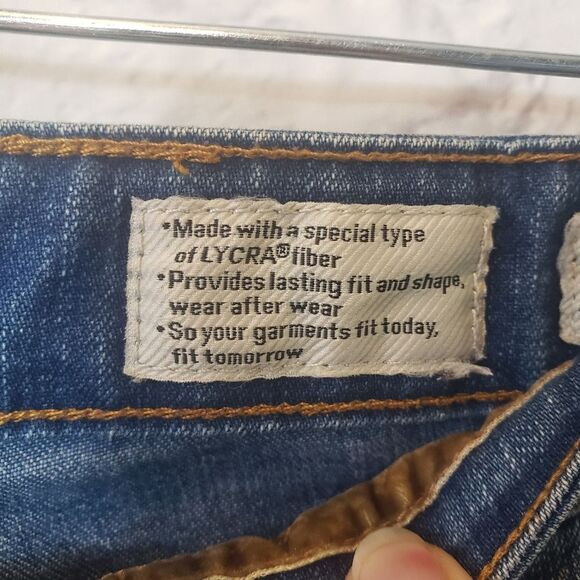 •Made with a special type
of LYCRA® fiber
•Provides lasting fit and shape,
wear after wear
•So your garments fit today,
fit tomorrow